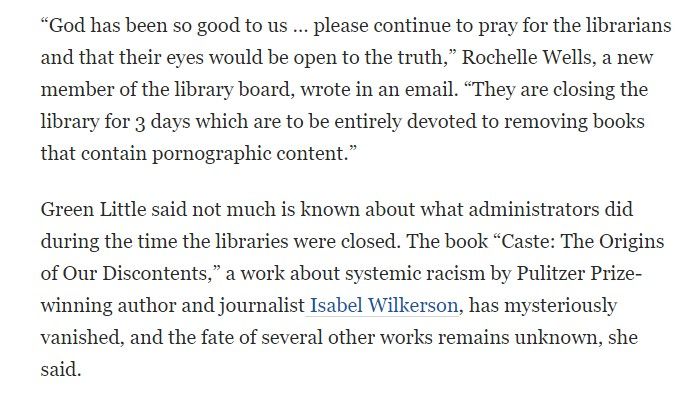 “God has been so good to us ... please continue to pray for the librarians
and that their eyes would be open to the truth,” Rochelle Wells, a new
member of the library board, wrote in an email. “They are closing the
library for 3 days which are to be entirely devoted to removing books
that contain pornographic content.”
Green Little said not much is known about what administrators did
during the time the libraries were closed. The book “Caste: The Origins
of Our Discontents,” a work about systemic racism by Pulitzer Prize-
winning author and journalist Isabel Wilkerson, has mysteriously
vanished, and the fate of several other works remains unknown, she
said.